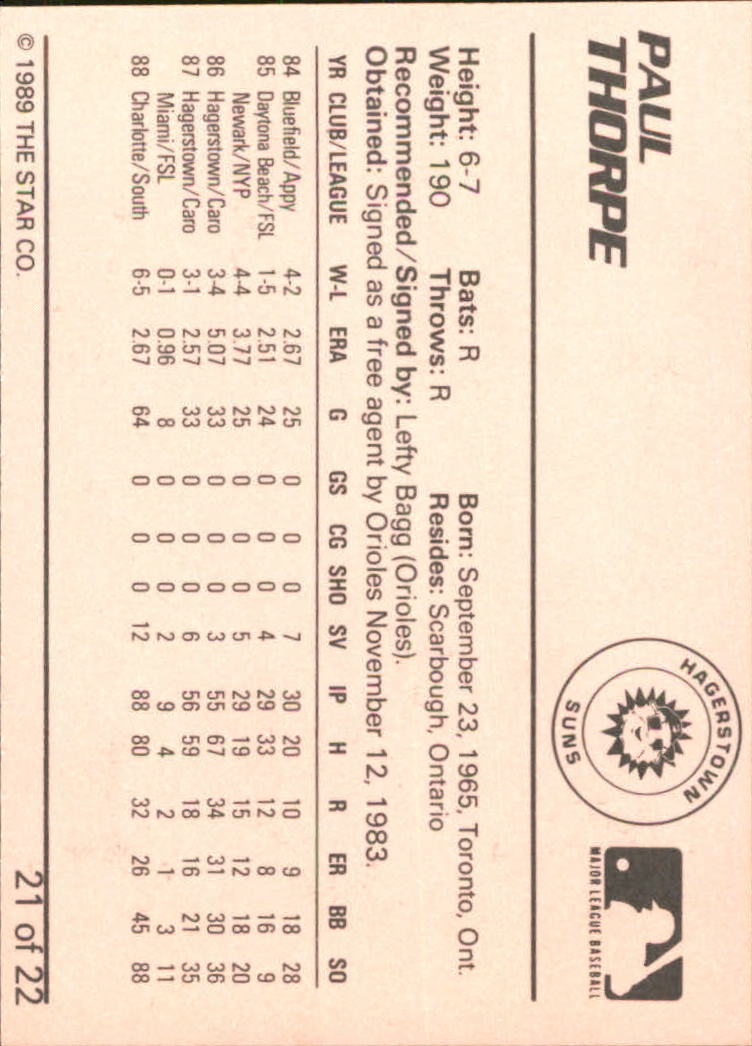 PAUL
THORPE
HAGERSTOWN
SUNS
MAJOR LEAGUE BASEBALL
Height: 6-7 Bats: R Born: September 23, 1965, Toronto, Ont.
Weight: 190 Throws: R Resides: Scarbough, Ontario
Recommended/Signed by: Lefty Bagg (Orioles).
Obtained: Signed as a free agent by Orioles November 12, 1983.
YR CLUB/LEAGUE W-L ERA G GS CG SHO SV IP H R ER BB SO
84 Bluefield/Appy 4-2 2.67 25 0 0 0 7 30 20 10 9 18 28
85 Daytona Beach/FSL 1-5 2.51 24 0 0 0 4 29 33 12 8 16 9
Newark/NYP 4-4 3.77 25 0 0 0 5 29 19 15 12 18 20
86 Hagerstown/Caro 3-4 5.07 33 0 0 0 3 55 67 34 31 30 36
87 Hagerstown/Caro 3-1 2.57 33 0 0 0 6 56 59 18 16 21 35
Miami/FSL 0-1 0.96 8 0 0 0 2 9 4 2 1 3 11
88 Charlotte/South 6-5 2.67 64 0 0 0 12 88 80 32 26 45 88
© 1989 THE STAR CO. 21 of 22